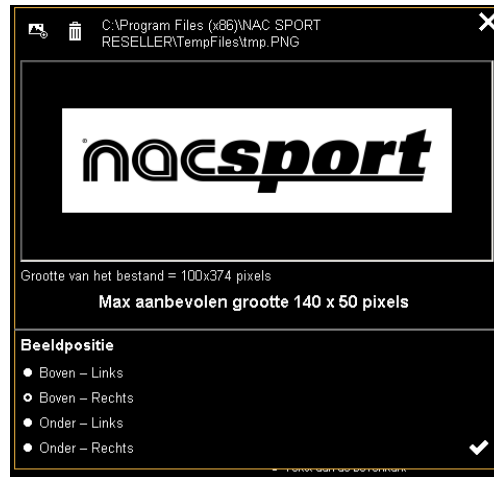 C:\Program Files (x86)\NAC SPORT
RESELLER\TempFiles\tmp.PNG
nacsport
Grootte van het bestand = 100x374 pixels
Max aanbevolen grootte 140 x 50 pixels
Beeldpositie
Boven – Links
Boven – Rechts
Onder – Links
Onder – Rechts